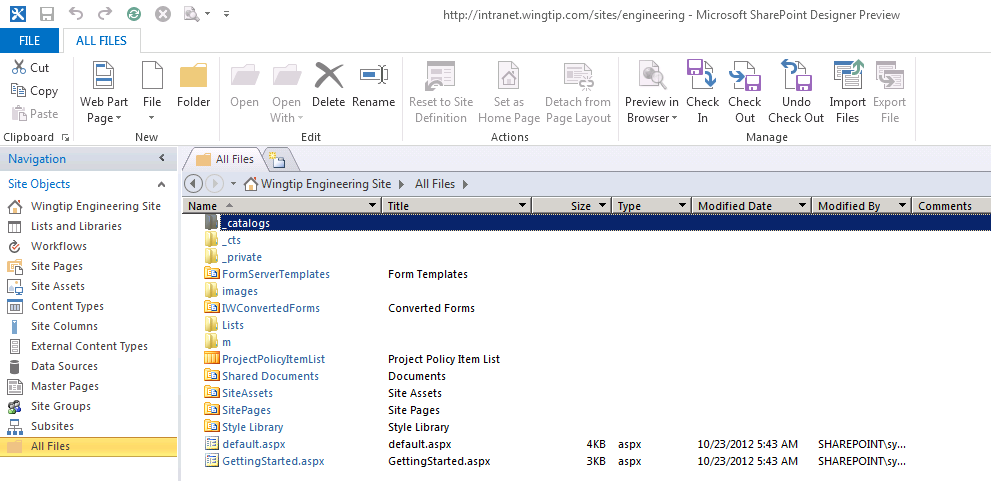 http://intranet.wingtip.com/sites/engineering - Microsoft SharePoint Designer Preview
FILE ALL FILES
Cut
Copy
Paste
Clipboard
Web Part Page
File
Folder
New
Open
Open With
Delete
Rename
Edit
Reset to Site Definition
Set as Home Page
Detach from Page Layout
Actions
Preview in Browser
Check In
Check Out
Undo Check Out
Import Files
Export File
Manage
Navigation
Site Objects
Wingtip Engineering Site
Lists and Libraries
Workflows
Site Pages
Site Assets
Content Types
Site Columns
External Content Types
Data Sources
Master Pages
Site Groups
Subsites
All Files
All Files
Wingtip Engineering Site All Files
Name Title Size Type Modified Date Modified By Comments
_catalogs
_cts
_private
FormServerTemplates Form Templates
images
IWConvertedForms Converted Forms
Lists
m
ProjectPolicyItemList Project Policy Item List
Shared Documents Documents
SiteAssets Site Assets
SitePages Site Pages
Style Library Style Library
default.aspx default.aspx 4KB aspx 10/23/2012 5:43 AM SHAREPOINT\sy...
GettingStarted.aspx GettingStarted.aspx 3KB aspx 10/23/2012 5:43 AM SHAREPOINT\sy...